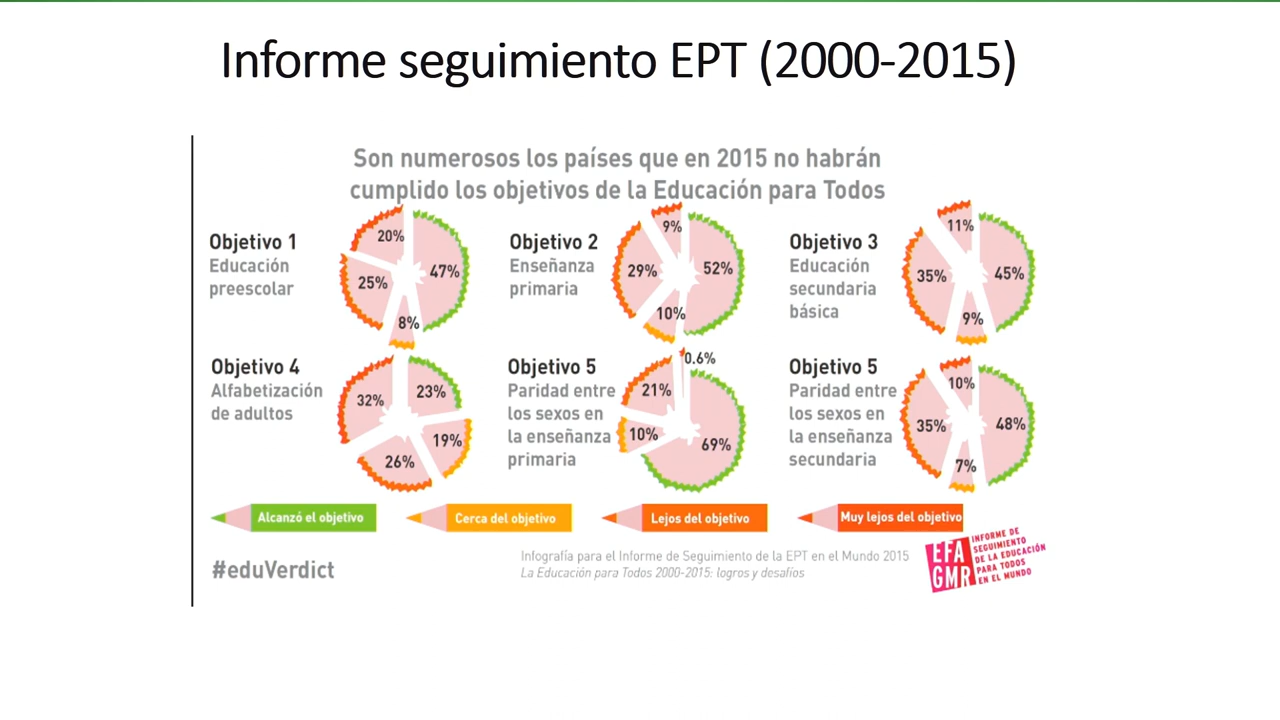 Informe seguimiento EPT (2000-2015)
Son numerosos los países que en 2015 no habrán
cumplido los objetivos de la Educación para Todos
Objetivo 1
Educación
preescolar
20%
47%
25%
8%
Objetivo 2
Enseñanza
primaria
9%
52%
29%
10%
Objetivo 3
Educación
secundaria
básica
11%
45%
35%
9%
Objetivo 4
Alfabetización
de adultos
23%
32%
19%
26%
Objetivo 5
Paridad entre
los sexos en
la enseñanza
primaria
0.6%
21%
10%
69%
Objetivo 5
Paridad entre
los sexos en
la enseñanza
secundaria
10%
48%
35%
7%
Alcanzó el objetivo
Cerca del objetivo
Lejos del objetivo
Muy lejos del objetivo
#eduVerdict
Infografía para el Informe de Seguimiento de la EPT en el Mundo 2015
La Educación para Todos 2000-2015: logros y desafíos
EFA
GMR
INFORME DE
SEGUIMIENTO
DE LA EDUCACIÓN
PARA TODOS
EN EL MUNDO